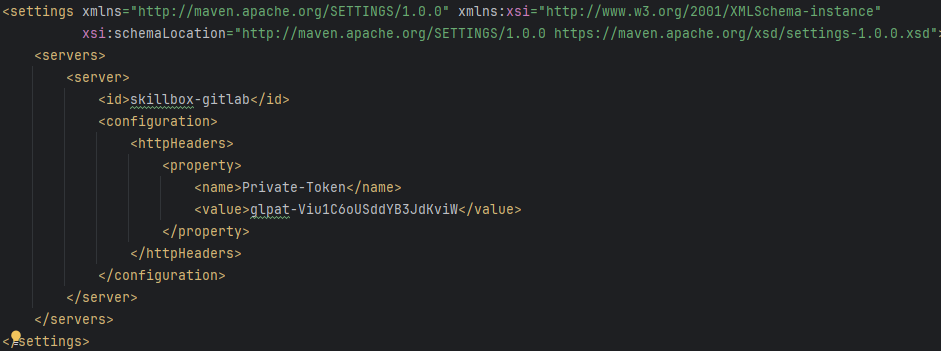 <settings xmlns="http://maven.apache.org/SETTINGS/1.0.0" xmlns:xsi="http://www.w3.org/2001/XMLSchema-instance"
xsi:schemaLocation="http://maven.apache.org/SETTINGS/1.0.0 https://maven.apache.org/xsd/settings-1.0.0.xsd">
<servers>
<server>
<id>skillbox-gitlab</id>
<configuration>
<httpHeaders>
<property>
<name>Private-Token</name>
<value>glpat-Viu1C6oUSddYB3JdKviW</value>
</property>
</httpHeaders>
</configuration>
</server>
</servers>
</settings>